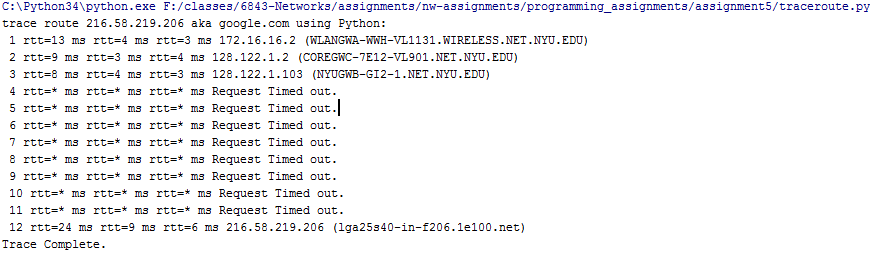 C:\Python34\python.exe F:/classes/6843-Networks/assignments/nw-assignments/programming_assignments/assignment5/traceroute.py
trace route 216.58.219.206 aka google.com using Python:
1 rtt=13 ms rtt=4 ms rtt=3 ms 172.16.16.2 (WLANGWA-WWH-VL1131.WIRELESS.NET.NYU.EDU)
2 rtt=9 ms rtt=3 ms rtt=4 ms 128.122.1.2 (COREGWC-7E12-VL901.NET.NYU.EDU)
3 rtt=8 ms rtt=4 ms rtt=3 ms 128.122.1.103 (NYUGWB-GI2-1.NET.NYU.EDU)
4 rtt=* ms rtt=* ms rtt=* ms Request Timed out.
5 rtt=* ms rtt=* ms rtt=* ms Request Timed out.
6 rtt=* ms rtt=* ms rtt=* ms Request Timed out.
7 rtt=* ms rtt=* ms rtt=* ms Request Timed out.
8 rtt=* ms rtt=* ms rtt=* ms Request Timed out.
9 rtt=* ms rtt=* ms rtt=* ms Request Timed out.
10 rtt=* ms rtt=* ms rtt=* ms Request Timed out.
11 rtt=* ms rtt=* ms rtt=* ms Request Timed out.
12 rtt=24 ms rtt=9 ms rtt=6 ms 216.58.219.206 (lga25s40-in-f206.1e100.net)
Trace Complete.